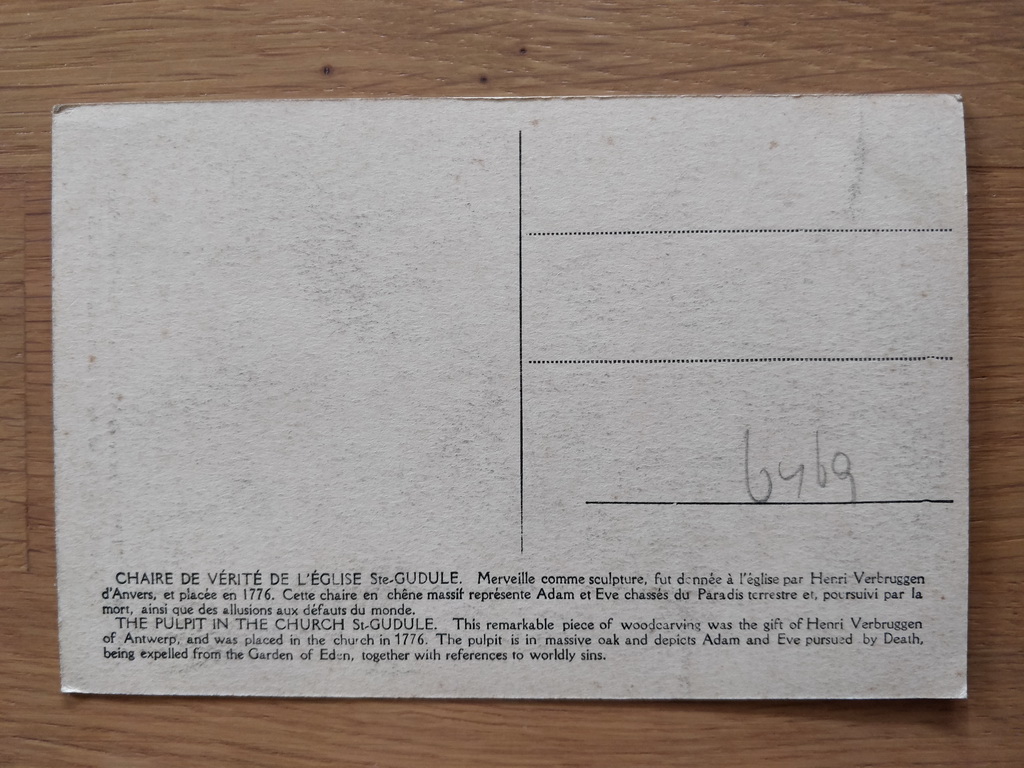 6469
CHAIRE DE VÉRITÉ DE L'ÉGLISE Ste-GUDULE. Merveille comme sculpture, fut donnée à l'église par Henri Verbruggen
d'Anvers, et placée en 1776. Cette chaire en chêne massif représente Adam et Eve chassés du Paradis terrestre et, poursuivi par la
mort, ainsi que des allusions aux défauts du monde.
THE PULPIT IN THE CHURCH St-GUDULE. This remarkable piece of woodcarving was the gift of Henri Verbruggen
of Antwerp, and was placed in the church in 1776. The pulpit is in massive oak and depicts Adam and Eve pursued by Death,
being expelled from the Garden of Eden, together with references to worldly sins.